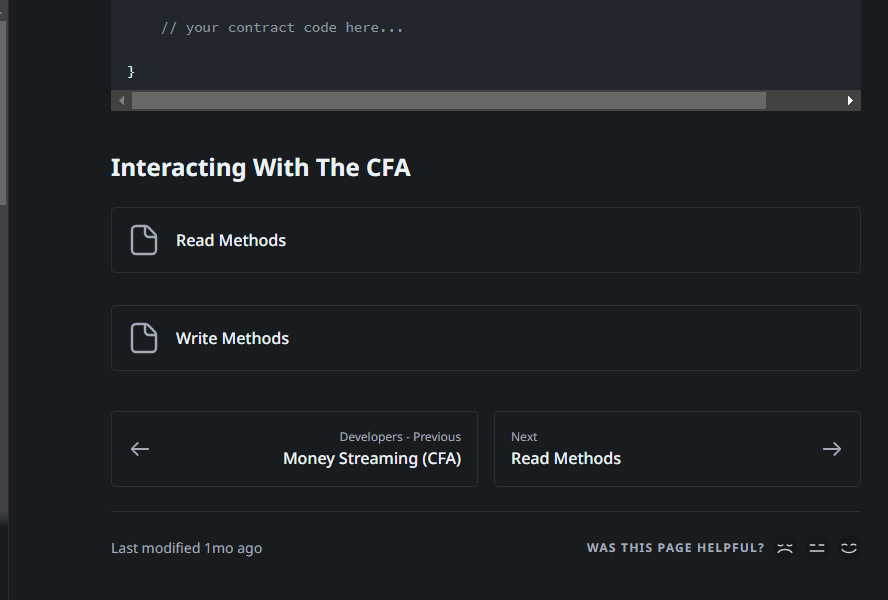 // your contract code here...
}
Interacting With The CFA
Read Methods
Write Methods
Developers - Previous
Money Streaming (CFA)
Next
Read Methods
Last modified 1mo ago
WAS THIS PAGE HELPFUL?